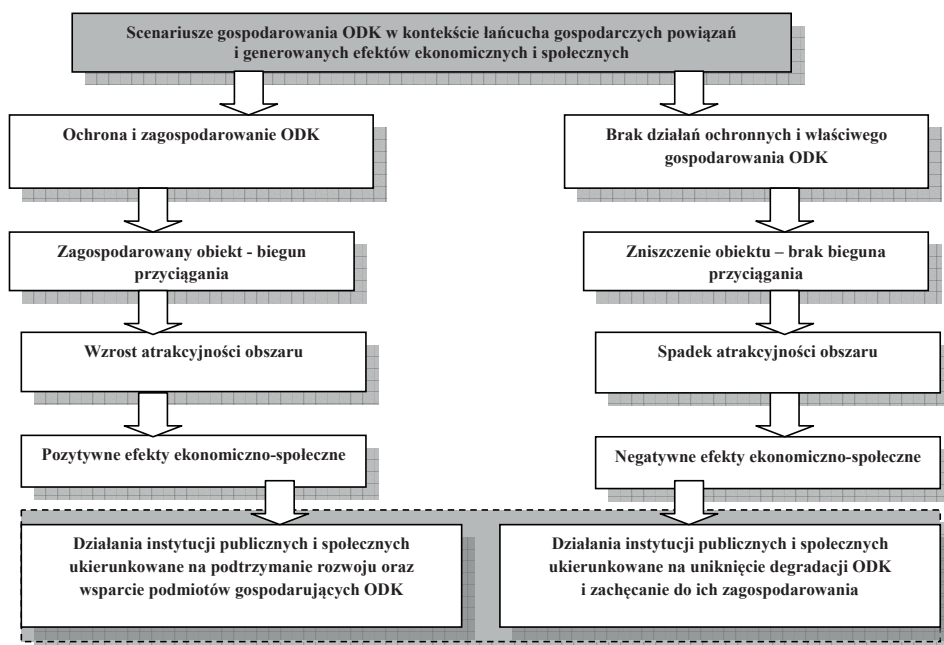 Scenariusze gospodarowania ODK w kontekście łańcucha gospodarczych powiązań
i generowanych efektów ekonomicznych i społecznych
Ochrona i zagospodarowanie ODK
Brak działań ochronnych i właściwego
gospodarowania ODK
Zagospodarowany obiekt - biegun
przyciągania
Zniszczenie obiektu – brak bieguna
przyciągania
Wzrost atrakcyjności obszaru
Spadek atrakcyjności obszaru
Pozytywne efekty ekonomiczno-społeczne
Negatywne efekty ekonomiczno-społeczne
Działania instytucji publicznych i społecznych
ukierunkowane na podtrzymanie rozwoju oraz
wsparcie podmiotów gospodarujących ODK
Działania instytucji publicznych i społecznych
ukierunkowane na uniknięcie degradacji ODK
i zachęcanie do ich zagospodarowania